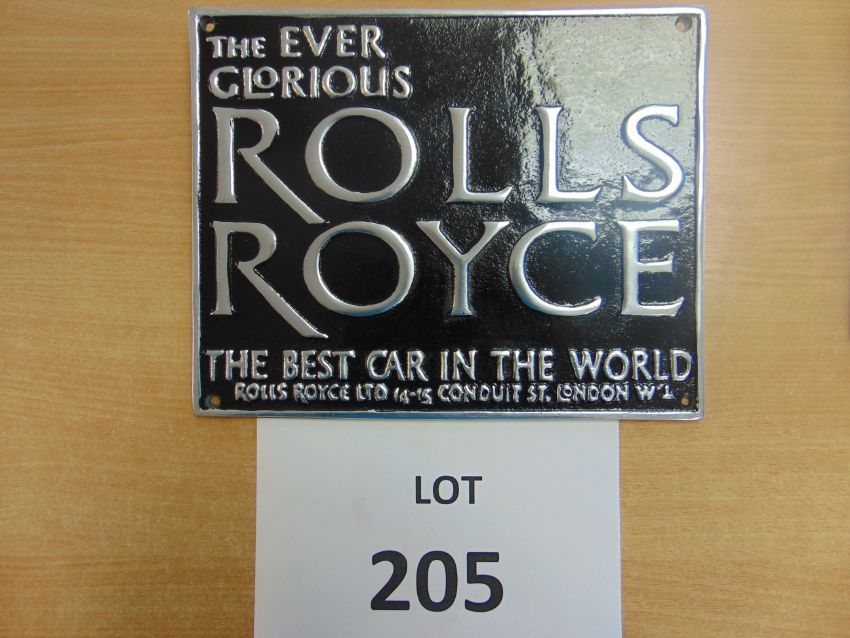 THE EVER
GLORIOUS
ROLLS
ROYCE
THE BEST CAR IN THE WORLD
ROLLS ROYCE LTD 14-15 CONDUIT ST. LONDON W·1
LOT
205